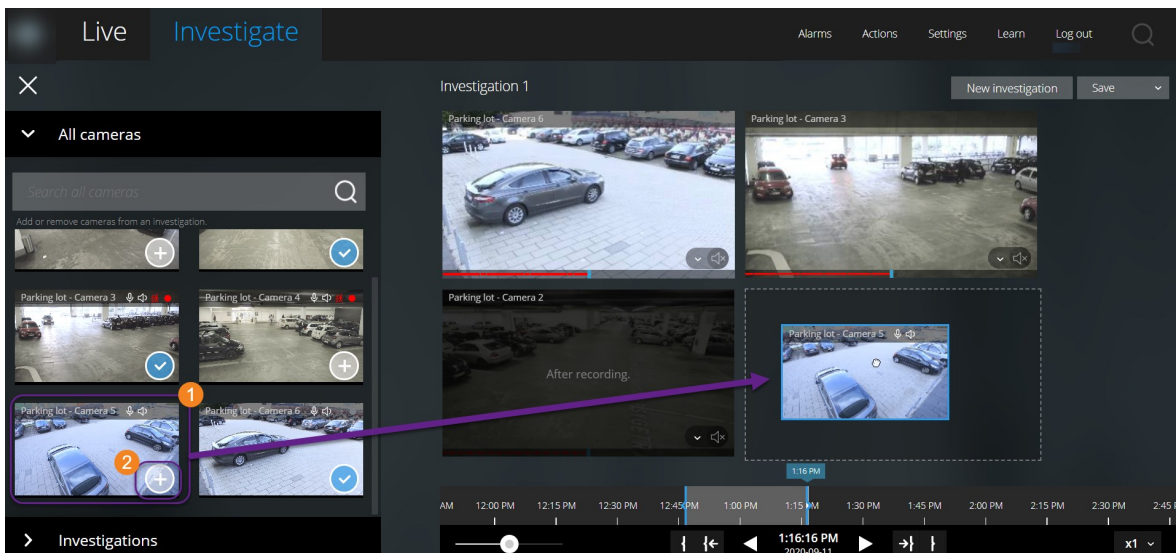 Live
Investigate
Alarms
Actions
Settings
Learn
Log out
Investigation 1
New investigation
Save
All cameras
Search all cameras
Add or remove cameras from an investigation.
Parking lot - Camera 3
Parking lot - Camera 4
1
Parking lot - Camera 5
Parking lot - Camera 6
2
Investigations
Parking lot - Camera 6
Parking lot - Camera 3
Parking lot - Camera 2
After recording.
Parking lot - Camera 5
1:16 PM
AM
12:00 PM
12:15 PM
12:30 PM
12:45 PM
1:00 PM
1:15 PM
1:30 PM
1:45 PM
2:00 PM
2:15 PM
2:30 PM
2:45
1:16:16 PM
2020-09-11
x1